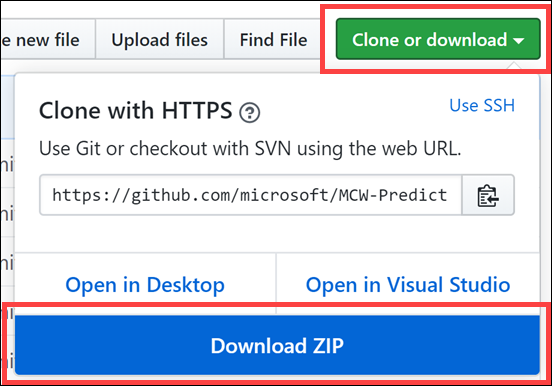 e new file Upload files Find File Clone or download
Clone with HTTPS ? Use SSH
Use Git or checkout with SVN using the web URL.
https://github.com/microsoft/MCW-Predict
Open in Desktop Open in Visual Studio
Download ZIP